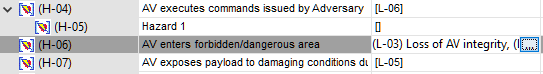 (H-04) AV executes commands issued by Adversary [L-06]
(H-05) Hazard 1 []
(H-06) AV enters forbidden/dangerous area (L-03) Loss of AV integrity, ...
(H-07) AV exposes payload to damaging conditions [L-05]